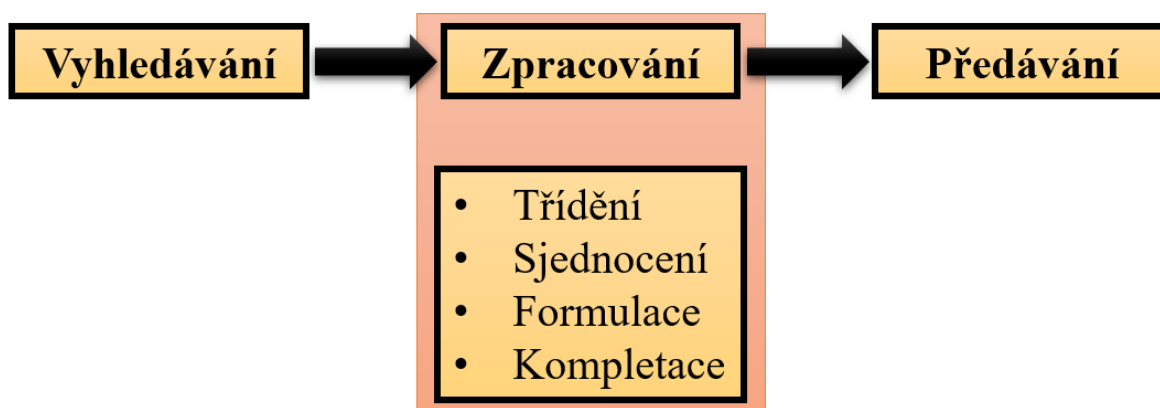 Vyhledávání
Zpracování
Předávání
• Třídění
• Sjednocení
• Formulace
• Kompletace